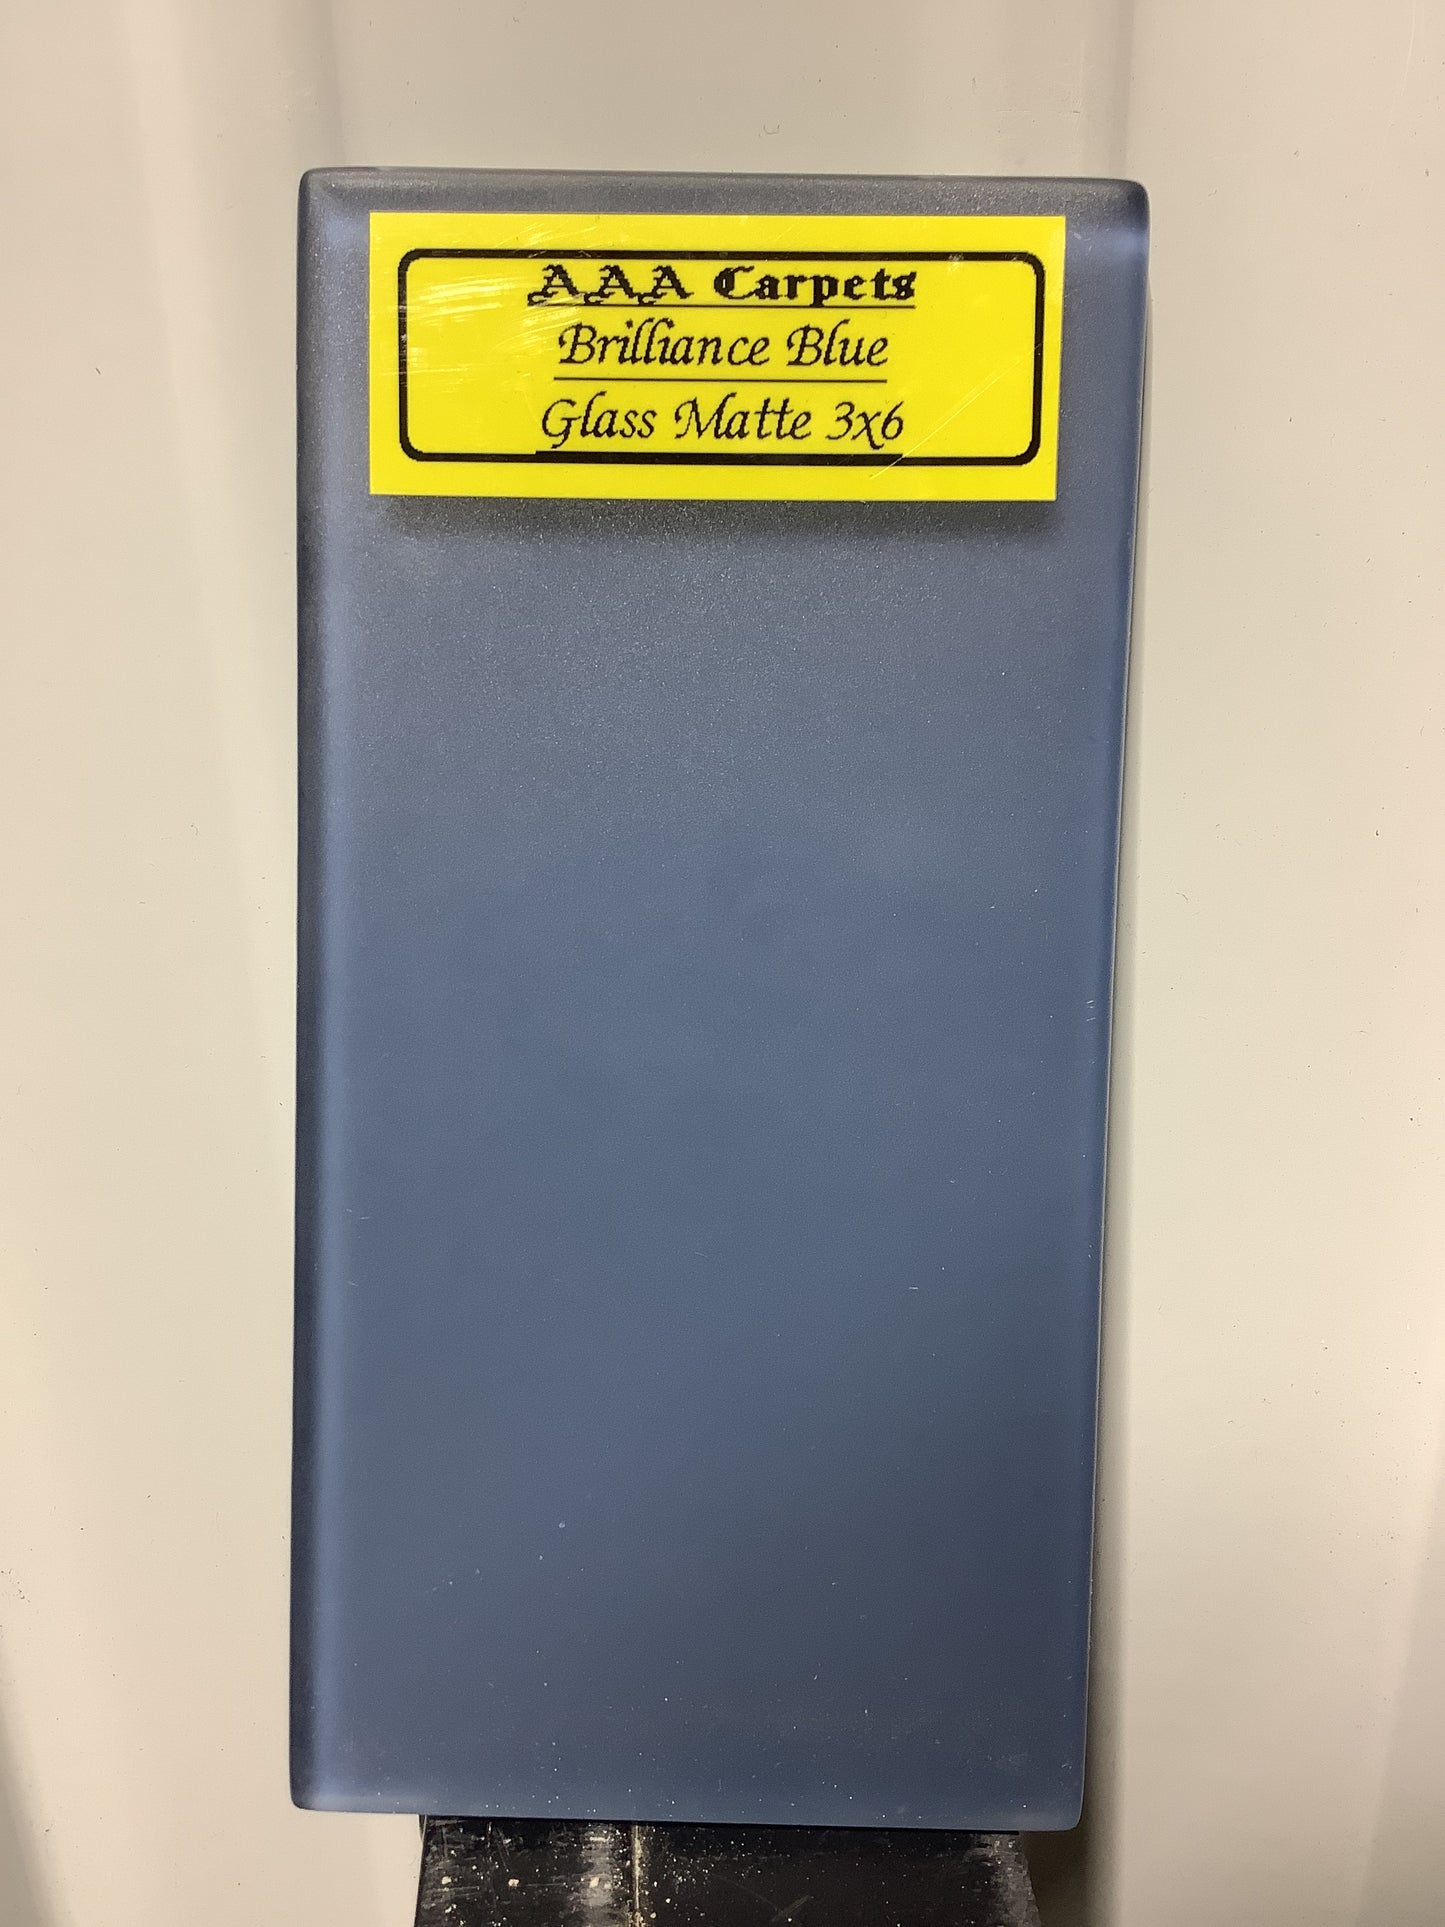 AAA Carpets
Brilliance Blue
Glass Matte 3x6